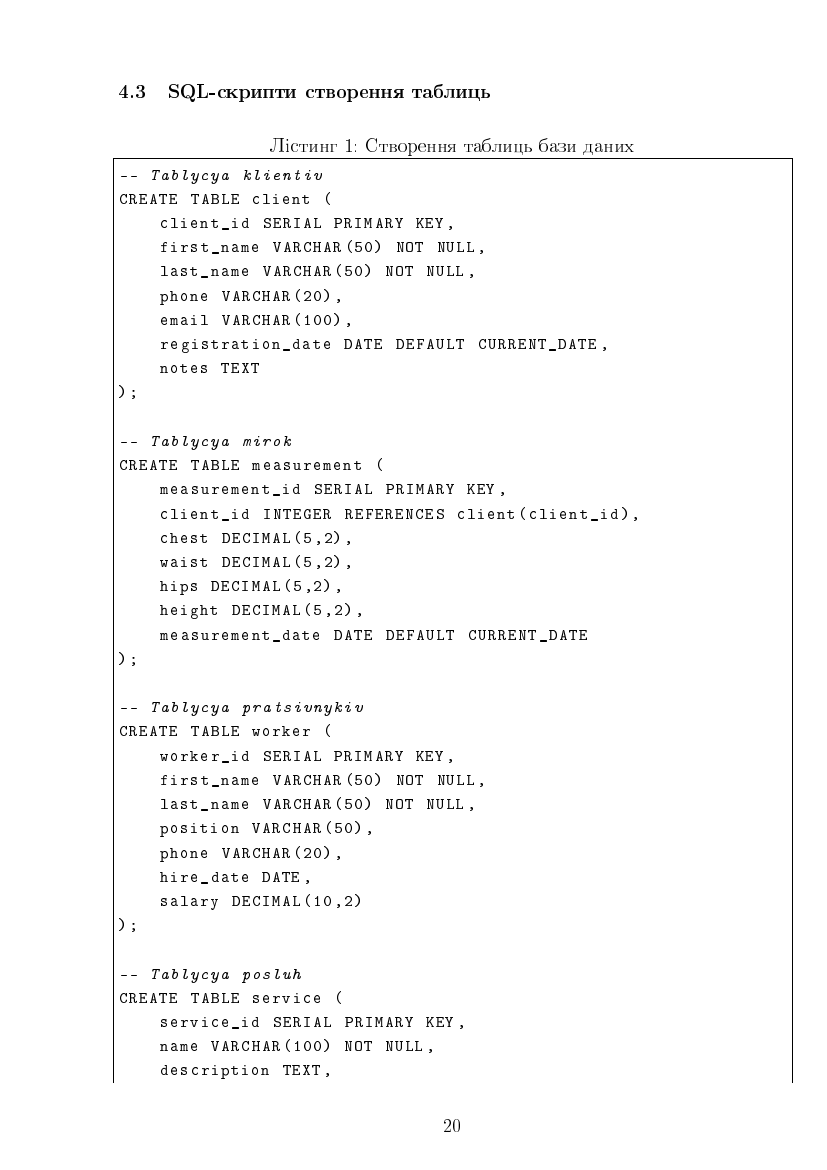 4.3 SQL-скрипти створення таблиць
Лістинг 1: Створення таблиць бази даних
-- Tablycya klientiv
CREATE TABLE client (
    client_id SERIAL PRIMARY KEY,
    first_name VARCHAR(50) NOT NULL,
    last_name VARCHAR(50) NOT NULL,
    phone VARCHAR(20),
    email VARCHAR(100),
    registration_date DATE DEFAULT CURRENT_DATE,
    notes TEXT
);
-- Tablycya mirok
CREATE TABLE measurement (
    measurement_id SERIAL PRIMARY KEY,
    client_id INTEGER REFERENCES client(client_id),
    chest DECIMAL(5,2),
    waist DECIMAL(5,2),
    hips DECIMAL(5,2),
    height DECIMAL(5,2),
    measurement_date DATE DEFAULT CURRENT_DATE
);
-- Tablycya pratsivnykiv
CREATE TABLE worker (
    worker_id SERIAL PRIMARY KEY,
    first_name VARCHAR(50) NOT NULL,
    last_name VARCHAR(50) NOT NULL,
    position VARCHAR(50),
    phone VARCHAR(20),
    hire_date DATE,
    salary DECIMAL(10,2)
);
-- Tablycya posluh
CREATE TABLE service (
    service_id SERIAL PRIMARY KEY,
    name VARCHAR(100) NOT NULL,
    description TEXT,
20